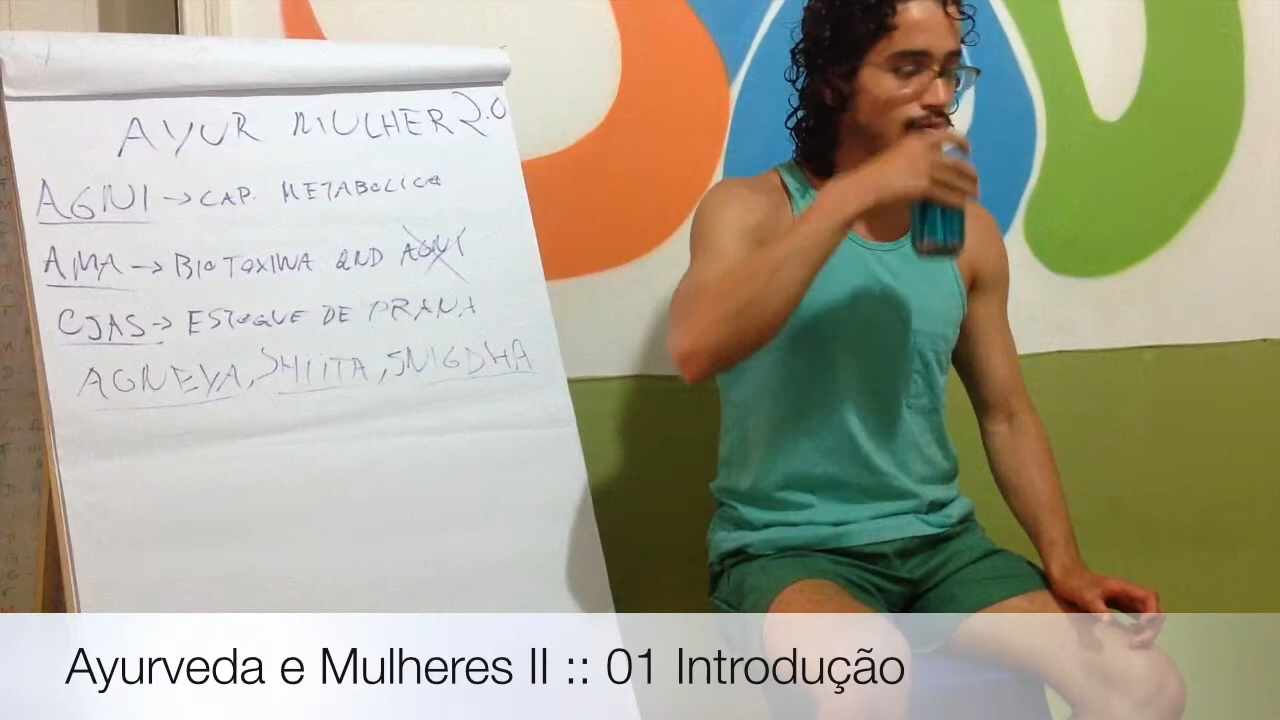 AYUR MULHER 2.0
AGNI → CAP. METABOLICA
AMA → BIOTOXINA QND AGNI
OJAS → ESTOQUE DE PRANA
AGNEYA, SHIITA, SNIGDHA
Ayurveda e Mulheres II :: 01 Introdução